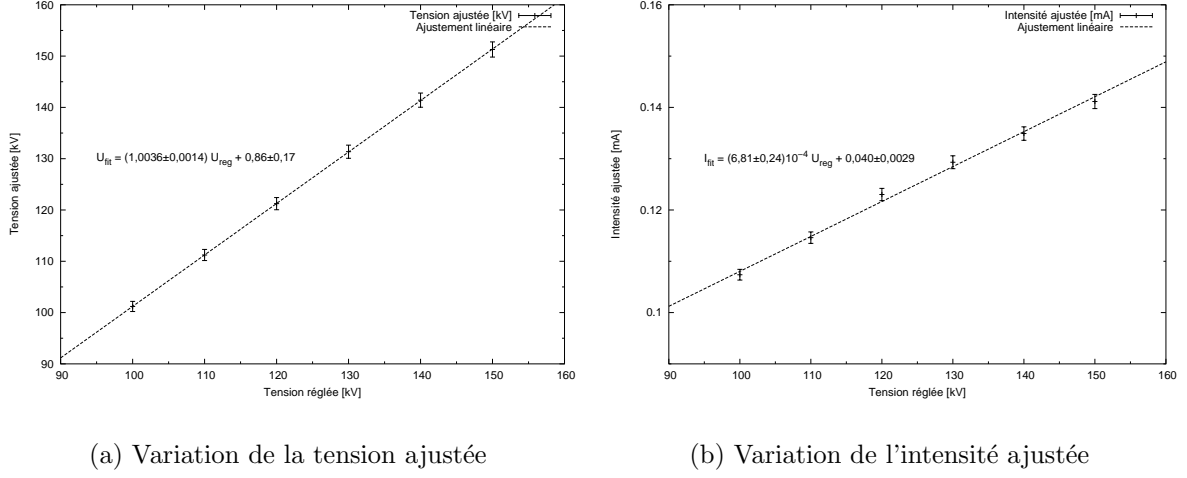 160
150
140
130
120
110
100
90
90 100 110 120 130 140 150 160
Tension ajustée [kV]
Tension réglée [kV]
Tension ajustée [kV]
Ajustement linéaire
U_fit = (1,0036±0,0014) U_reg + 0,86±0,17
(a) Variation de la tension ajustée
0.16
0.14
0.12
0.1
90 100 110 120 130 140 150 160
Intensité ajustée [mA]
Tension réglée [kV]
Intensité ajustée [mA]
Ajustement linéaire
I_fit = (6,81±0,24)10^−4 U_reg + 0,040±0,0029
(b) Variation de l'intensité ajustée